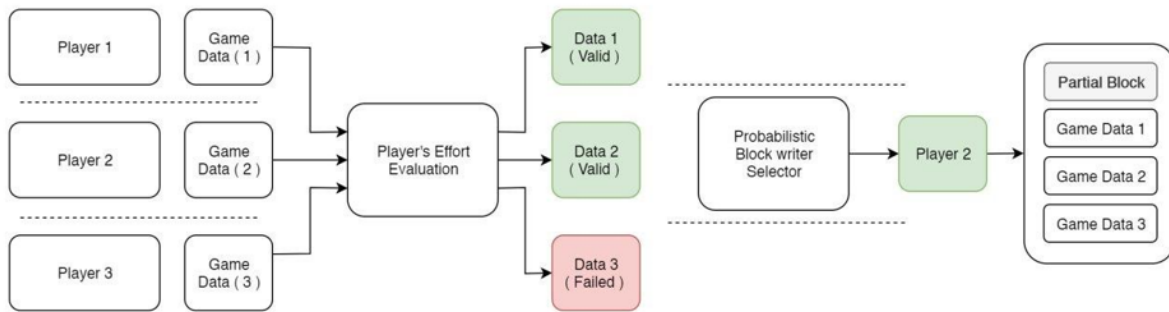 Player 1
Game
Data ( 1 )
Player 2
Game
Data ( 2 )
Player 3
Game
Data ( 3 )
Player's Effort
Evaluation
Data 1
( Valid )
Data 2
( Valid )
Data 3
( Failed )
Probabilistic
Block writer
Selector
Player 2
Partial Block
Game Data 1
Game Data 2
Game Data 3